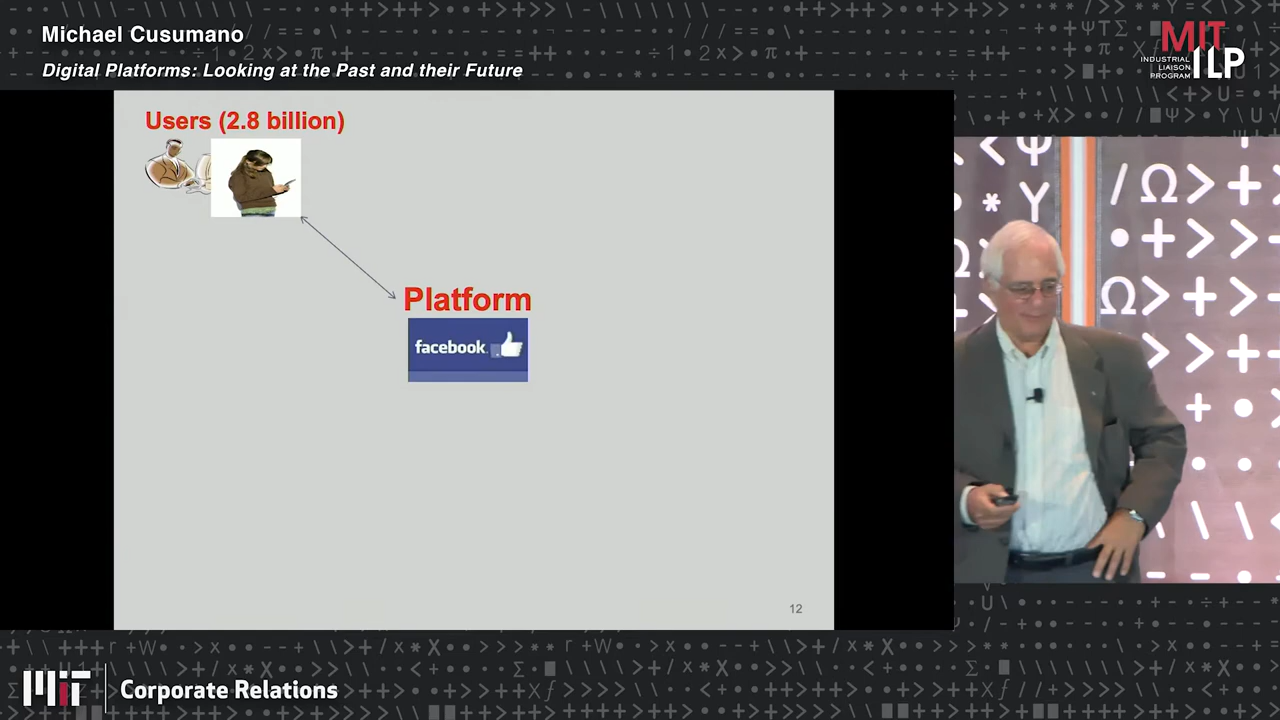 Michael Cusumano
Digital Platforms: Looking at the Past and their Future
MIT
INDUSTRIAL
LIAISON
PROGRAM
ILP
Users (2.8 billion)
Platform
facebook
12
MIT
Corporate Relations